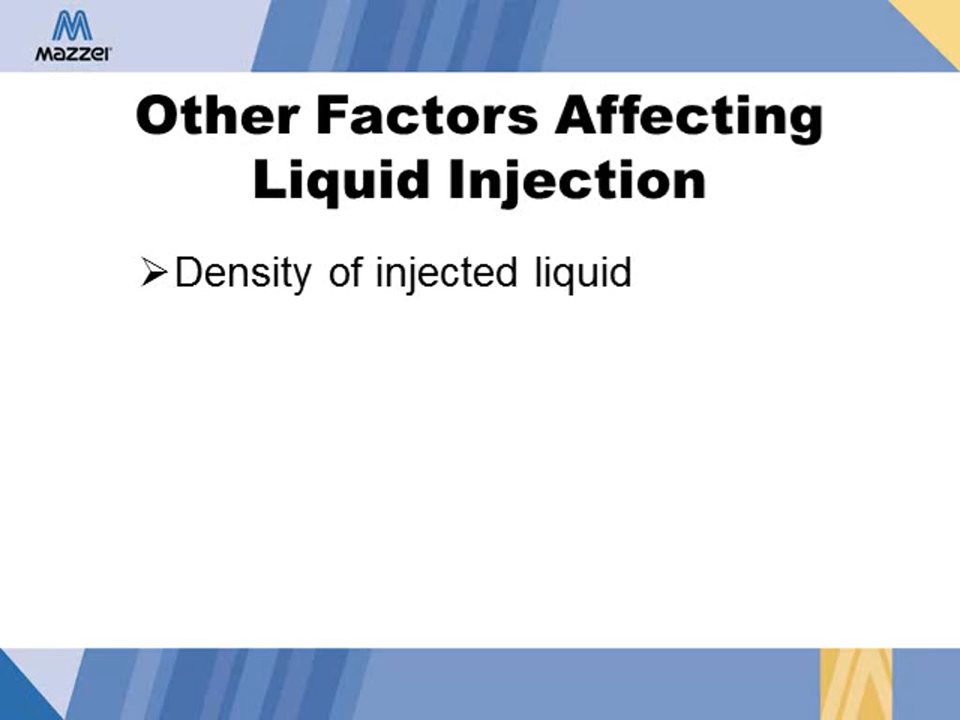 Mazzei
Other Factors Affecting
Liquid Injection
➢Density of injected liquid